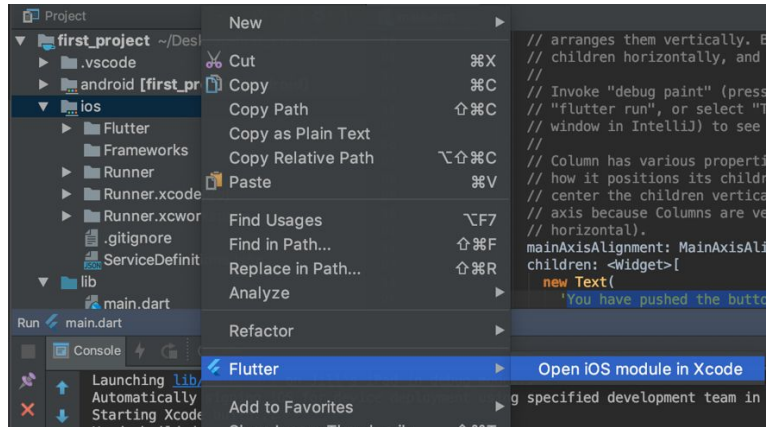 Project
first_project ~/Desk
.vscode
android [first_pr
ios
Flutter
Frameworks
Runner
Runner.xcode
Runner.xcwor
.gitignore
ServiceDefinit
lib
main.dart
New
Cut ⌘X
Copy ⌘C
Copy Path ⇧⌘C
Copy as Plain Text
Copy Relative Path ⌥⇧⌘C
Paste ⌘V
Find Usages ⌥F7
Find in Path... ⇧⌘F
Replace in Path... ⇧⌘R
Analyze
Refactor
Flutter
Open iOS module in Xcode
Add to Favorites
// arranges them vertically.
// children horizontally, and
//
// Invoke "debug paint" (press
// "flutter run", or select "T
// window in IntelliJ) to see
//
// Column has various properti
// how it positions its childr
// center the children vertica
// axis because Columns are ve
// horizontal).
mainAxisAlignment: MainAxisAli
children: <Widget>[
new Text(
'You have pushed the butto
Run main.dart
Console
Launching lib/
Automatically
g specified development team in
Starting Xcode